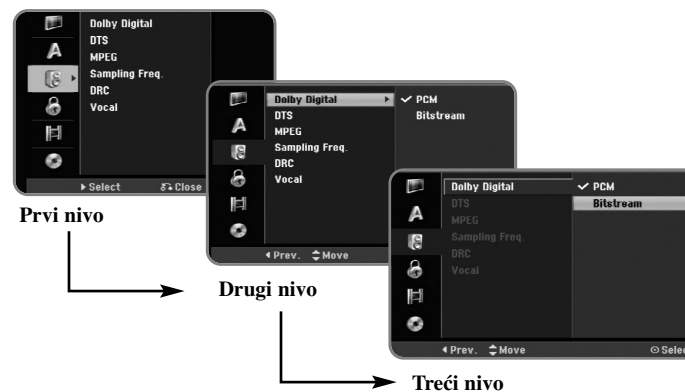 Dolby Digital
DTS
MPEG
Sampling Freq.
DRC
Vocal
Select Close
Prvi nivo
Dolby Digital
DTS
MPEG
Sampling Freq.
DRC
Vocal
PCM
Bitstream
Prev. Move
Drugi nivo
Dolby Digital
DTS
MPEG
Sampling Freq.
DRC
Vocal
PCM
Bitstream
Prev. Move Selec
Treći nivo